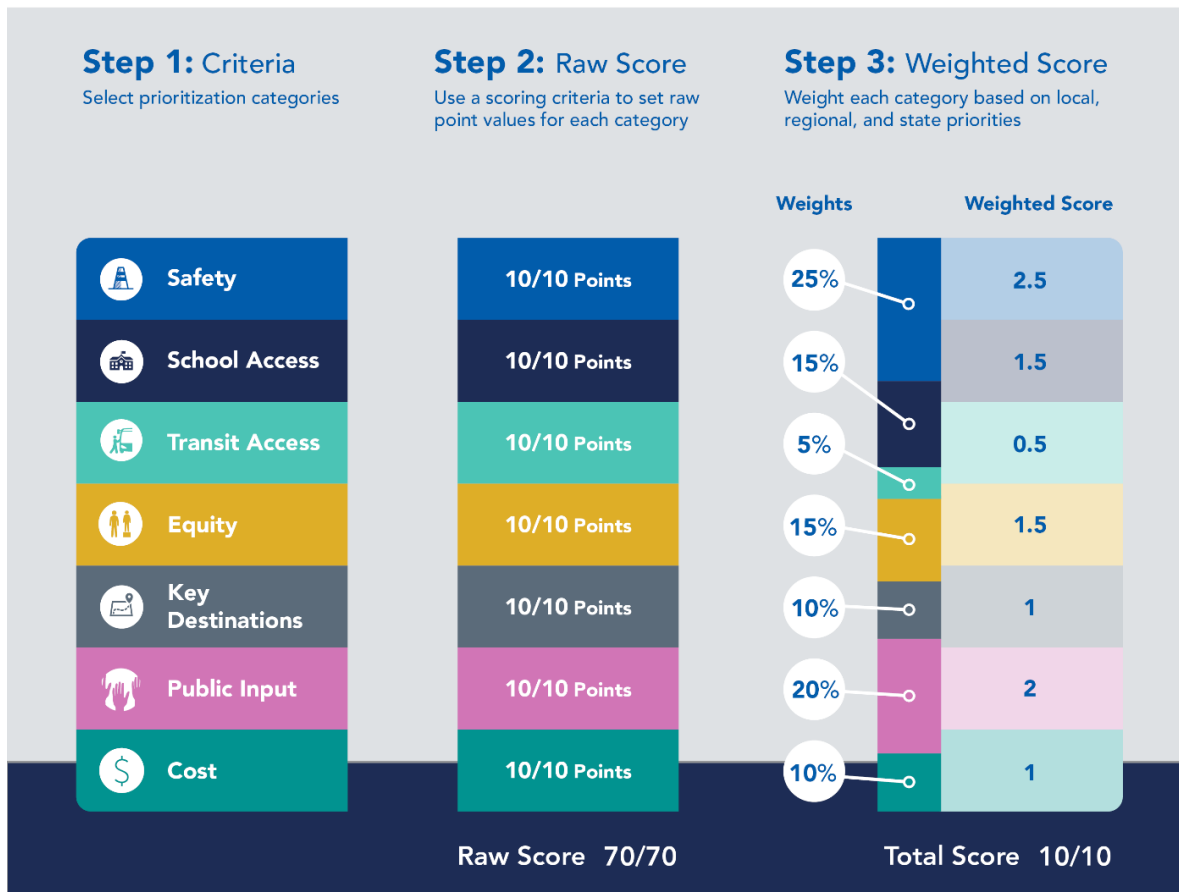 Step 1: Criteria
Select prioritization categories
Step 2: Raw Score
Use a scoring criteria to set raw
point values for each category
Step 3: Weighted Score
Weight each category based on local,
regional, and state priorities
Weights
Weighted Score
Safety
10/10 Points
25%
2.5
School Access
10/10 Points
15%
1.5
Transit Access
10/10 Points
5%
0.5
Equity
10/10 Points
15%
1.5
Key
Destinations
10/10 Points
10%
1
Public Input
10/10 Points
20%
2
$
Cost
10/10 Points
10%
1
Raw Score 70/70
Total Score 10/10